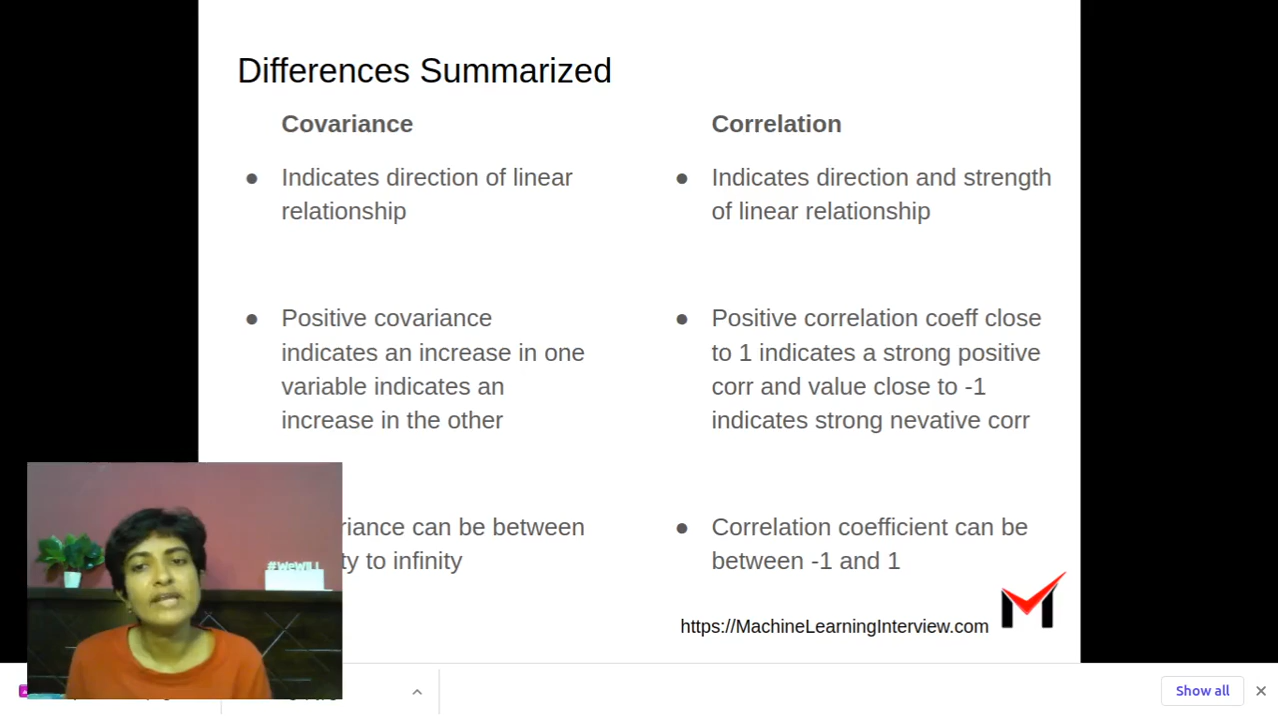 Differences Summarized
Covariance
Indicates direction of linear
relationship
Positive covariance
indicates an increase in one
variable indicates an
increase in the other
can be between
to infinity
Correlation
Indicates direction and strength
of linear relationship
Positive correlation coeff close
to 1 indicates a strong positive
corr and value close to -1
indicates strong nevative corr
Correlation coefficient can be
between -1 and 1
https://MachineLearningInterview.com
#WeWiLL
Show all